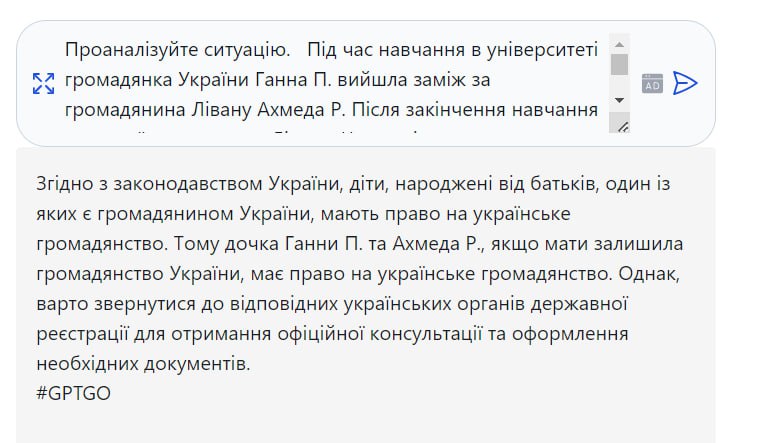 Проаналізуйте ситуацію. Під час навчання в університеті
громадянка України Ганна П. вийшла заміж за
громадянина Лівану Ахмеда Р. Після закінчення навчання
AD
Згідно з законодавством України, діти, народжені від батьків, один із
яких є громадянином України, мають право на українське
громадянство. Тому дочка Ганни П. та Ахмеда Р., якщо мати залишила
громадянство України, має право на українське громадянство. Однак,
варто звернутися до відповідних українських органів державної
реєстрації для отримання офіційної консультації та оформлення
необхідних документів.
#GPTGO